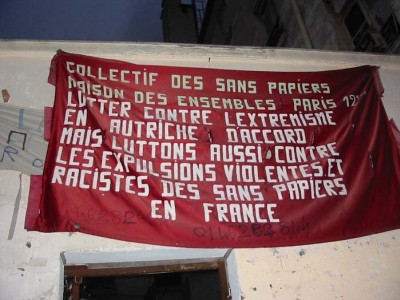 COLLECTIF DES SANS PAPIERS
MAISON DES ENSEMBLES PARIS
LUTTER CONTRE L'EXTREMISME
EN AUTRICHE : D'ACCORD
MAIS LUTTONS AUSSI CONTRE
LES EXPULSIONS VIOLENTES, ET
RACISTES DES SANS PAPIERS
EN FRANCE